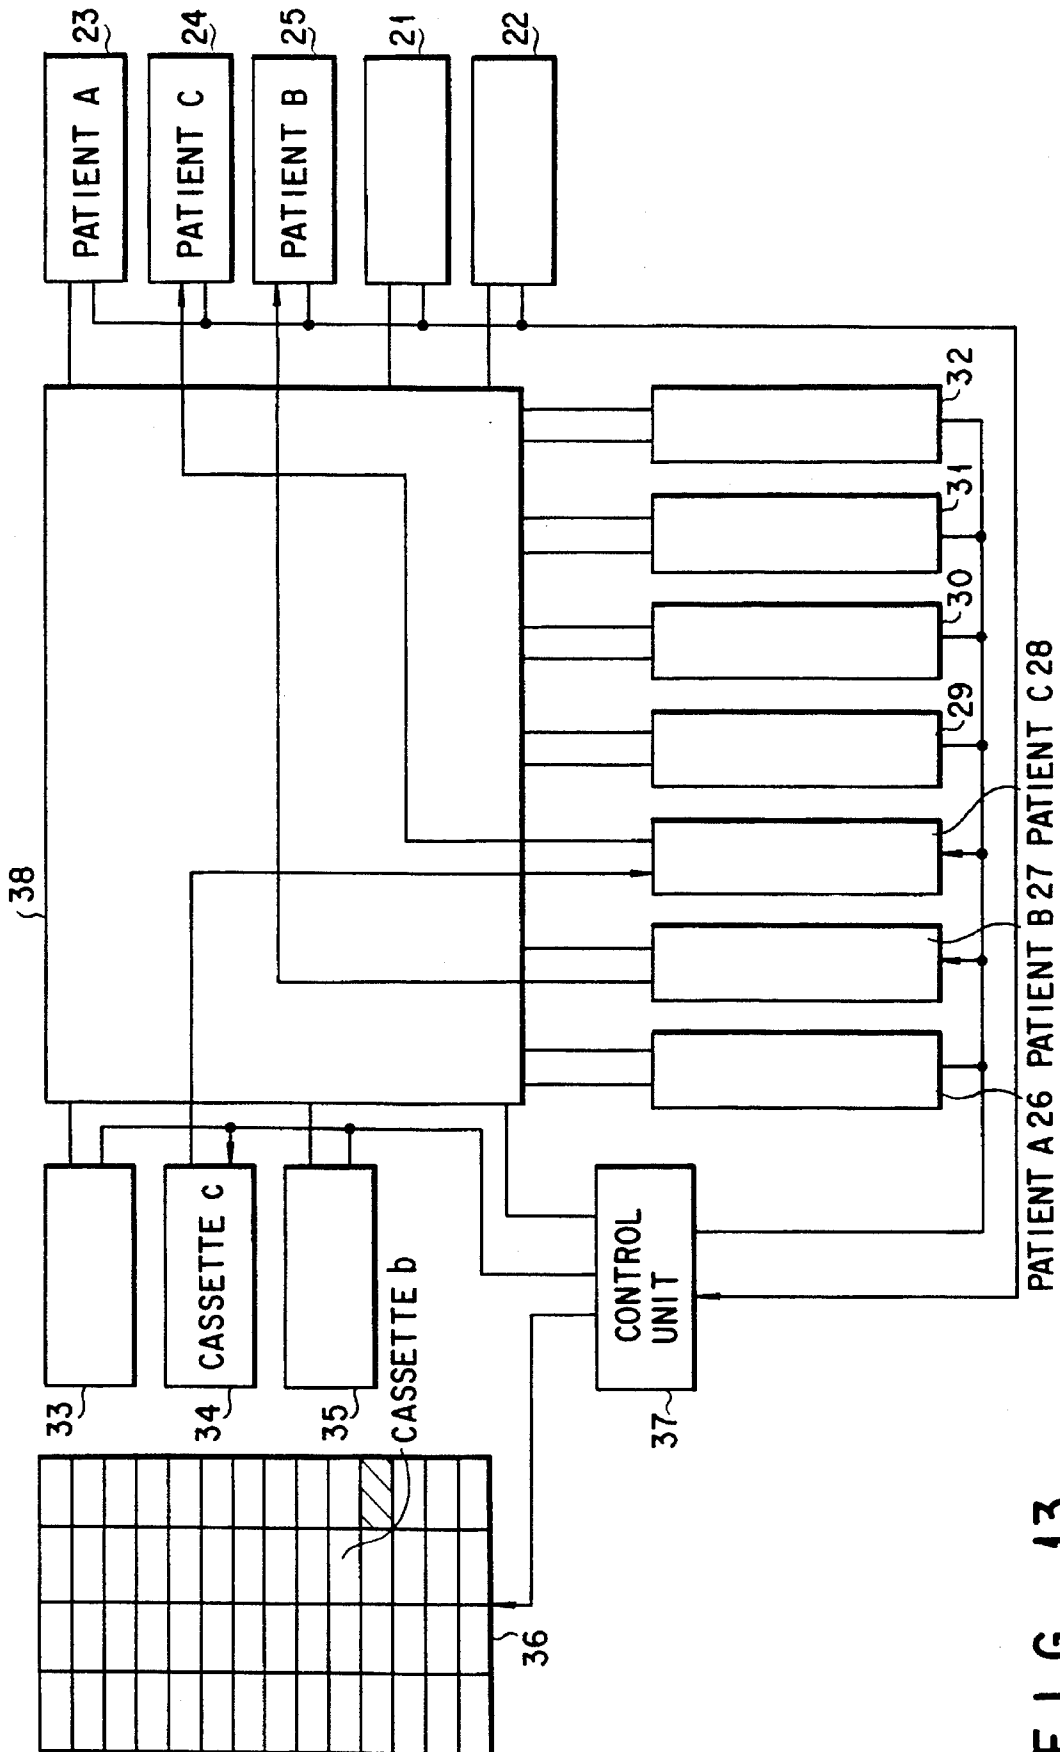 38
PATIENT A
23
PATIENT C
24
PATIENT B
25
21
22
33
CASSETTE c
34
35
CASSETTE b
36
CONTROL
UNIT
37
32
31
30
29
PATIENT A 26 PATIENT B 27 PATIENT C 28
FIG. 13